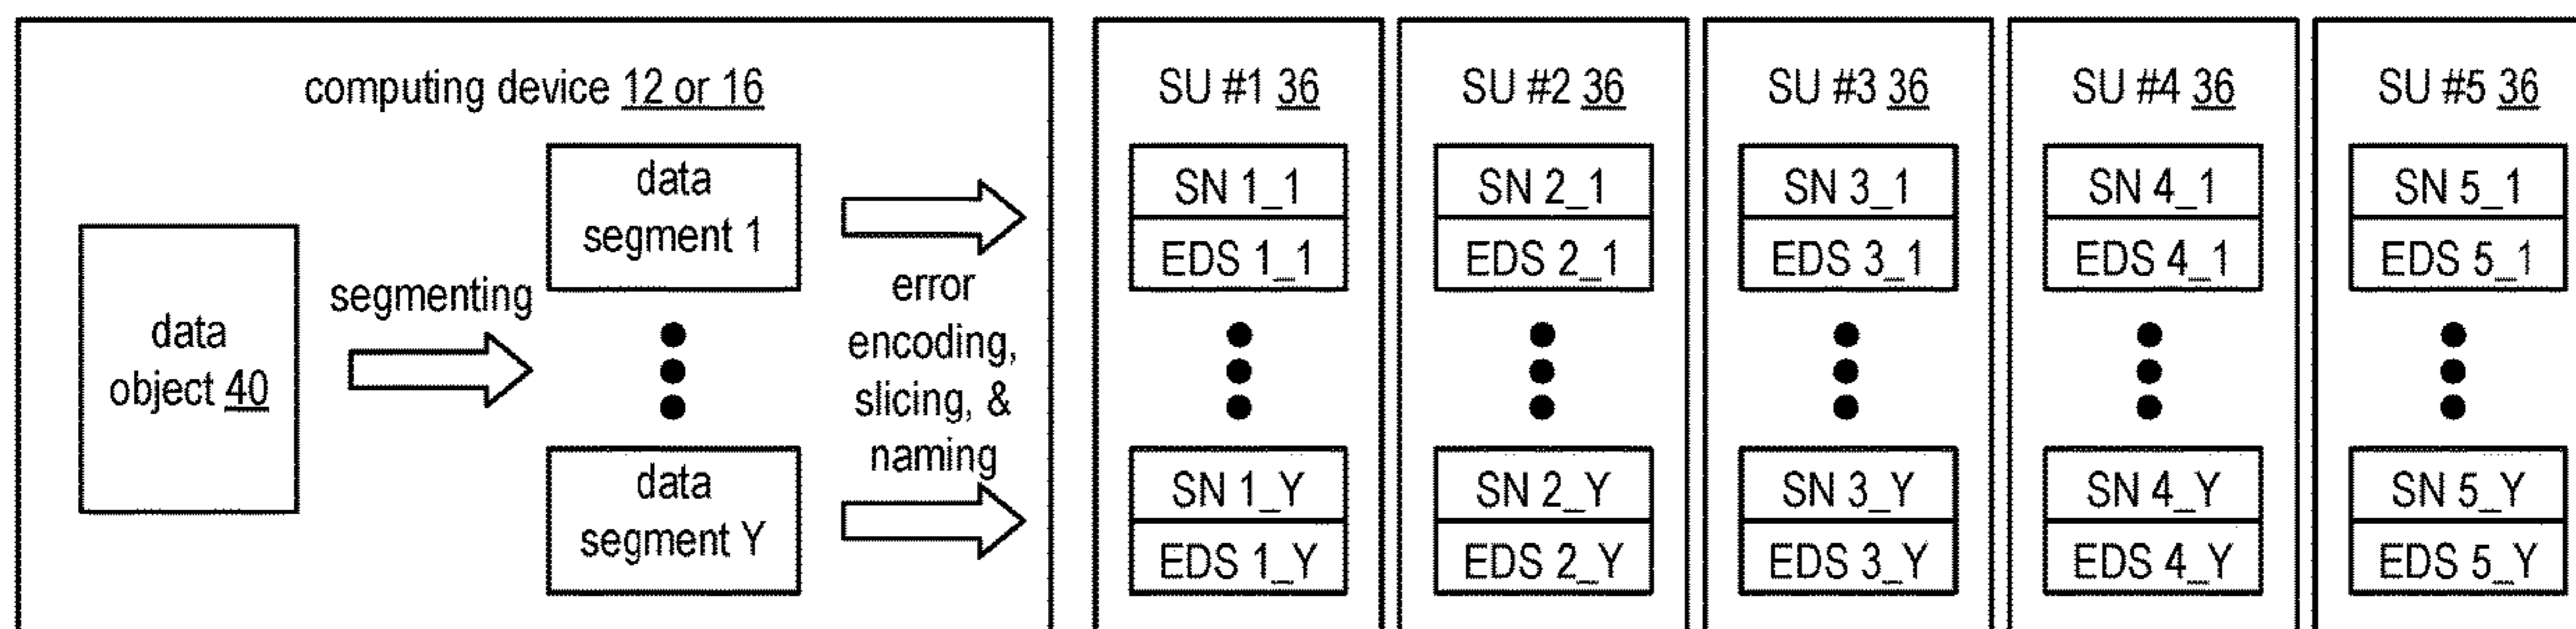 computing device 12 or 16
data
object 40
segmenting
data
segment 1
data
segment Y
error
encoding,
slicing, &
naming
SU #1 36
SN 1_1
EDS 1_1
SN 1_Y
EDS 1_Y
SU #2 36
SN 2_1
EDS 2_1
SN 2_Y
EDS 2_Y
SU #3 36
SN 3_1
EDS 3_1
SN 3_Y
EDS 3_Y
SU #4 36
SN 4_1
EDS 4_1
SN 4_Y
EDS 4_Y
SU #5 36
SN 5_1
EDS 5_1
SN 5_Y
EDS 5_Y